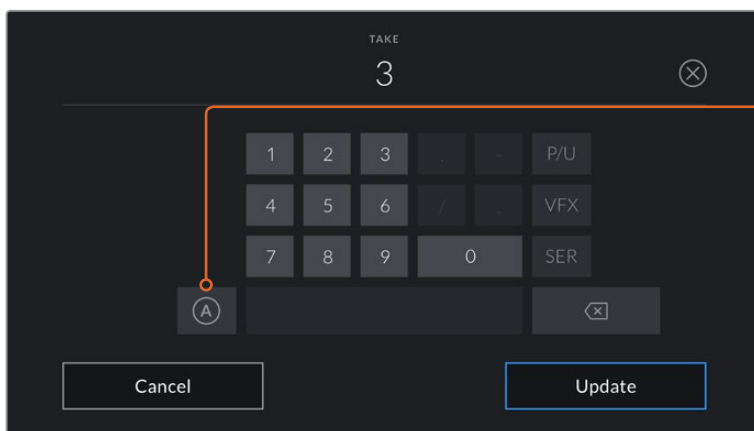 TAKE
3
1 2 3 . - P/U
4 5 6 / , VFX
7 8 9 0 SER
A
Cancel Update